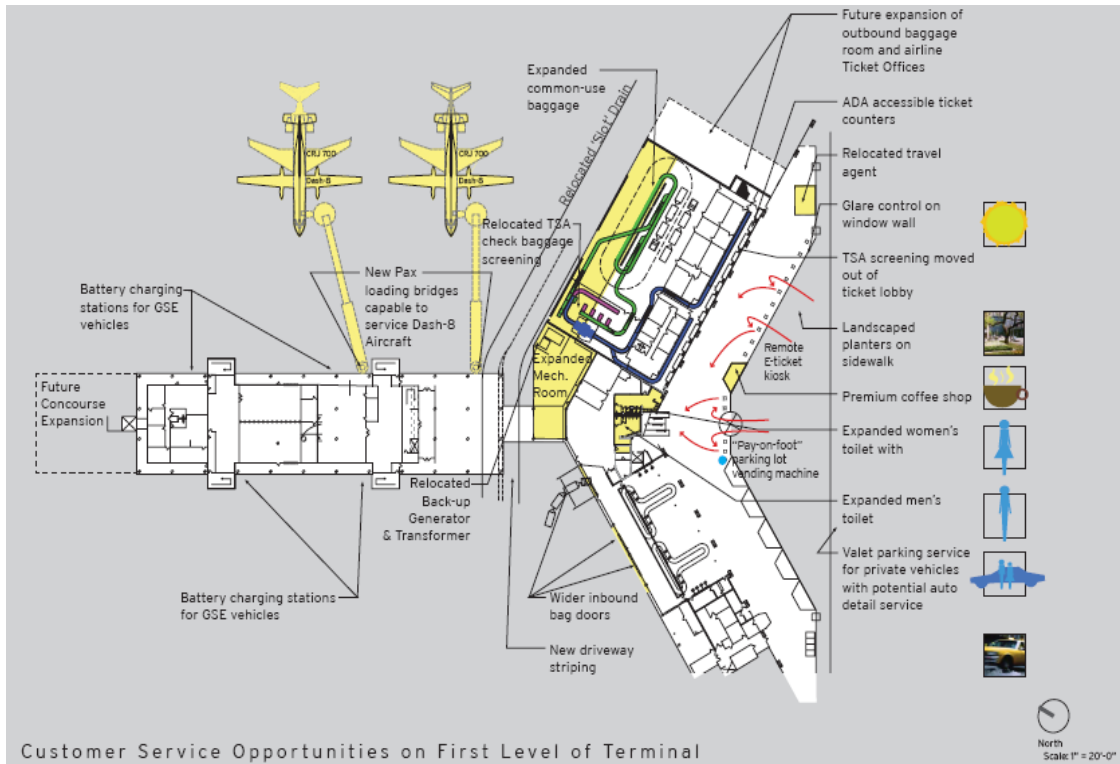 Future expansion of
outbound baggage
room and airline
Ticket Offices
Expanded
common-use
baggage
ADA accessible ticket
counters
Relocated 'Slot' Drain
Relocated travel
agent
CRJ 700
CRJ 700
Dash-8
Dash-8
Glare control on
window wall
Relocated TSA
check baggage
screening
TSA screening moved
out of
ticket lobby
New Pax
loading bridges
capable to
service Dash-8
Aircraft
Battery charging
stations for GSE
vehicles
Landscaped
planters on
sidewalk
Remote
E-ticket
kiosk
Expanded
Mech.
Room
Future
Concourse
Expansion
Premium coffee shop
Expanded women's
toilet with
"Pay-on-foot"
parking lot
vending machine
Relocated
Back-up
Generator
& Transformer
Expanded men's
toilet
Valet parking service
for private vehicles
with potential auto
detail service
Battery charging stations
for GSE vehicles
Wider inbound
bag doors
New driveway
striping
Customer Service Opportunities on First Level of Terminal
North
Scale: 1" = 20'-0"